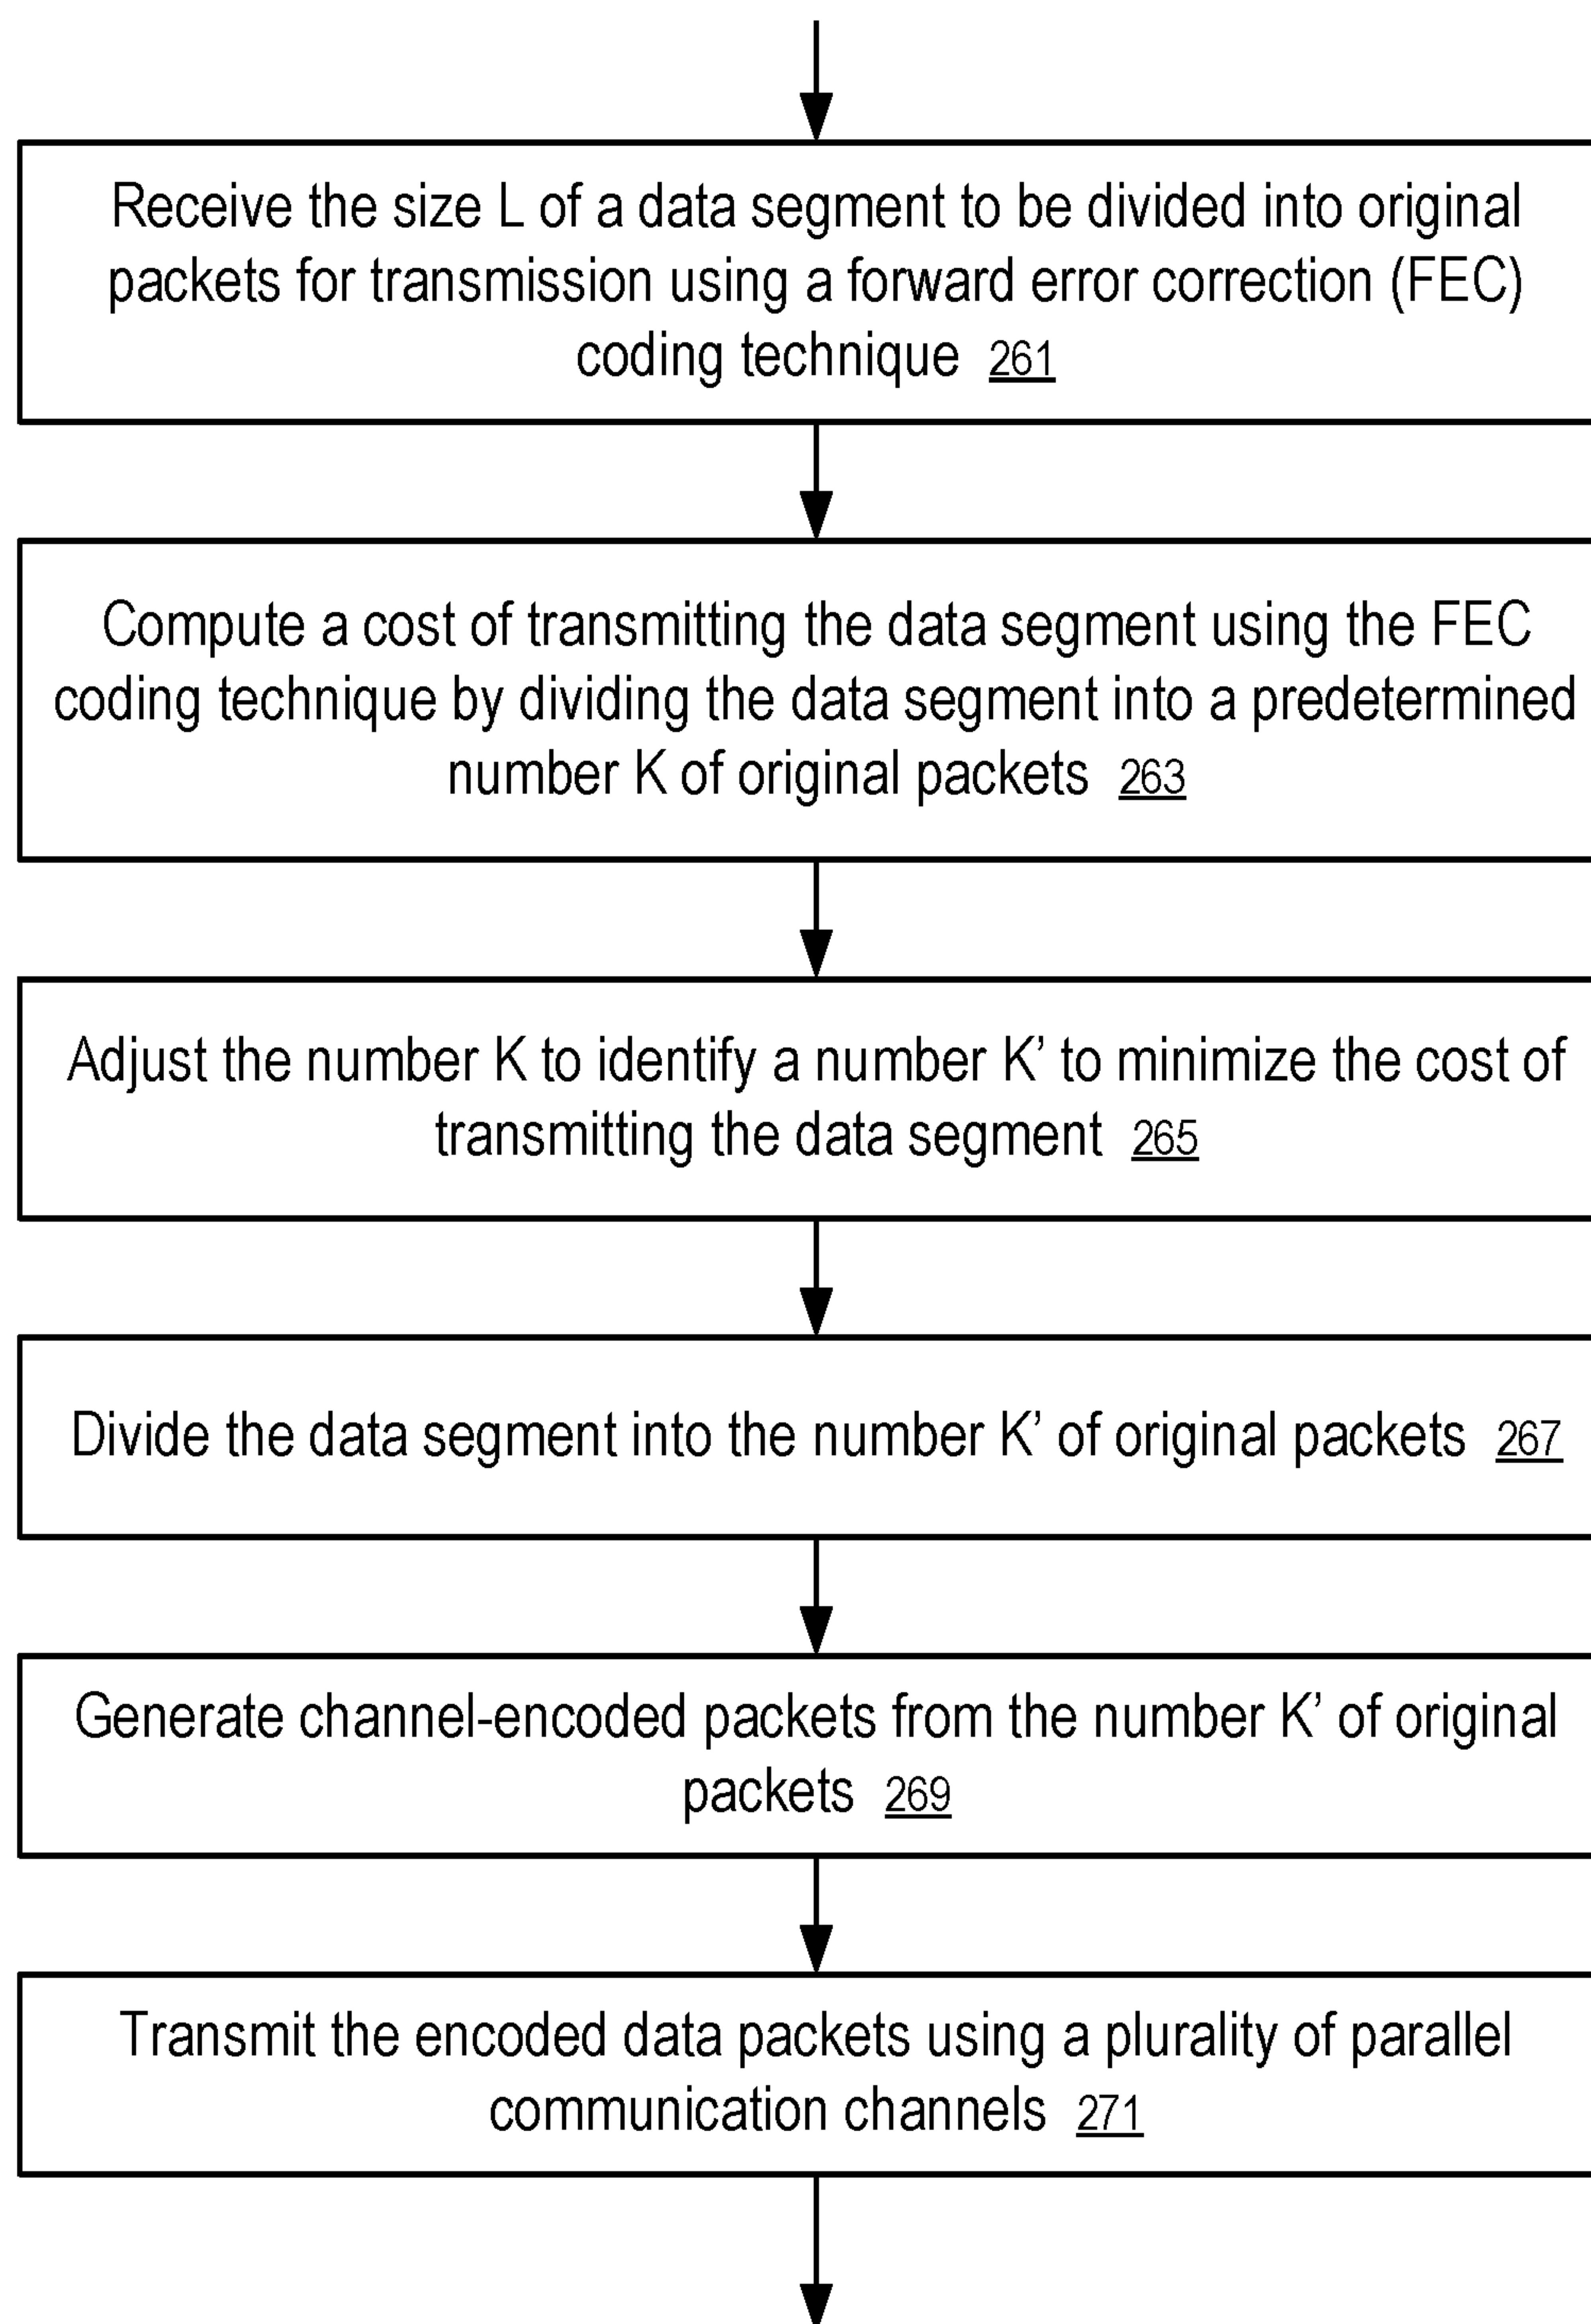 Receive the size L of a data segment to be divided into original
packets for transmission using a forward error correction (FEC)
coding technique 261
Compute a cost of transmitting the data segment using the FEC
coding technique by dividing the data segment into a predetermined
number K of original packets 263
Adjust the number K to identify a number K’ to minimize the cost of
transmitting the data segment 265
Divide the data segment into the number K’ of original packets 267
Generate channel-encoded packets from the number K’ of original
packets 269
Transmit the encoded data packets using a plurality of parallel
communication channels 271